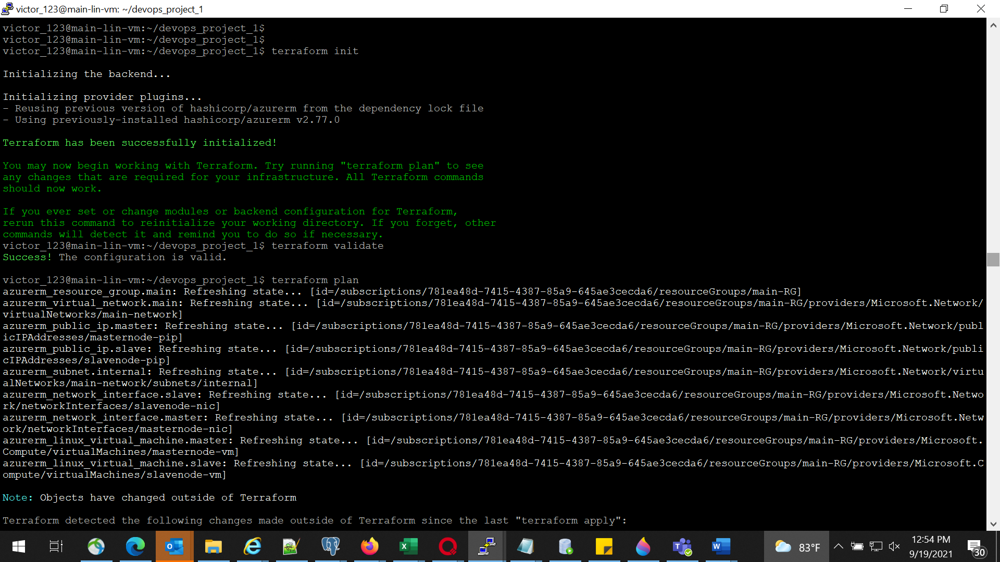 victor_123@main-lin-vm: ~/devops_project_1
victor_123@main-lin-vm:~/devops_project_1$
victor_123@main-lin-vm:~/devops_project_1$
victor_123@main-lin-vm:~/devops_project_1$ terraform init
Initializing the backend...
Initializing provider plugins...
- Reusing previous version of hashicorp/azurerm from the dependency lock file
- Using previously-installed hashicorp/azurerm v2.77.0
Terraform has been successfully initialized!
You may now begin working with Terraform. Try running "terraform plan" to see
any changes that are required for your infrastructure. All Terraform commands
should now work.
If you ever set or change modules or backend configuration for Terraform,
rerun this command to reinitialize your working directory. If you forget, other
commands will detect it and remind you to do so if necessary.
victor_123@main-lin-vm:~/devops_project_1$ terraform validate
Success! The configuration is valid.
victor_123@main-lin-vm:~/devops_project_1$ terraform plan
azurerm_resource_group.main: Refreshing state... [id=/subscriptions/781ea48d-7415-4387-85a9-645ae3cecda6/resourceGroups/main-RG]
azurerm_virtual_network.main: Refreshing state... [id=/subscriptions/781ea48d-7415-4387-85a9-645ae3cecda6/resourceGroups/main-RG/providers/Microsoft.Network/
virtualNetworks/main-network]
azurerm_public_ip.master: Refreshing state... [id=/subscriptions/781ea48d-7415-4387-85a9-645ae3cecda6/resourceGroups/main-RG/providers/Microsoft.Network/publ
icIPAddresses/masternode-pip]
azurerm_public_ip.slave: Refreshing state... [id=/subscriptions/781ea48d-7415-4387-85a9-645ae3cecda6/resourceGroups/main-RG/providers/Microsoft.Network/publi
cIPAddresses/slavenode-pip]
azurerm_subnet.internal: Refreshing state... [id=/subscriptions/781ea48d-7415-4387-85a9-645ae3cecda6/resourceGroups/main-RG/providers/Microsoft.Network/virtu
alNetworks/main-network/subnets/internal]
azurerm_network_interface.slave: Refreshing state... [id=/subscriptions/781ea48d-7415-4387-85a9-645ae3cecda6/resourceGroups/main-RG/providers/Microsoft.Netwo
rk/networkInterfaces/slavenode-nic]
azurerm_network_interface.master: Refreshing state... [id=/subscriptions/781ea48d-7415-4387-85a9-645ae3cecda6/resourceGroups/main-RG/providers/Microsoft.Netw
ork/networkInterfaces/masternode-nic]
azurerm_linux_virtual_machine.master: Refreshing state... [id=/subscriptions/781ea48d-7415-4387-85a9-645ae3cecda6/resourceGroups/main-RG/providers/Microsoft.
Compute/virtualMachines/masternode-vm]
azurerm_linux_virtual_machine.slave: Refreshing state... [id=/subscriptions/781ea48d-7415-4387-85a9-645ae3cecda6/resourceGroups/main-RG/providers/Microsoft.C
ompute/virtualMachines/slavenode-vm]
Note: Objects have changed outside of Terraform
Terraform detected the following changes made outside of Terraform since the last "terraform apply":
83°F
12:54 PM
9/19/2021
30